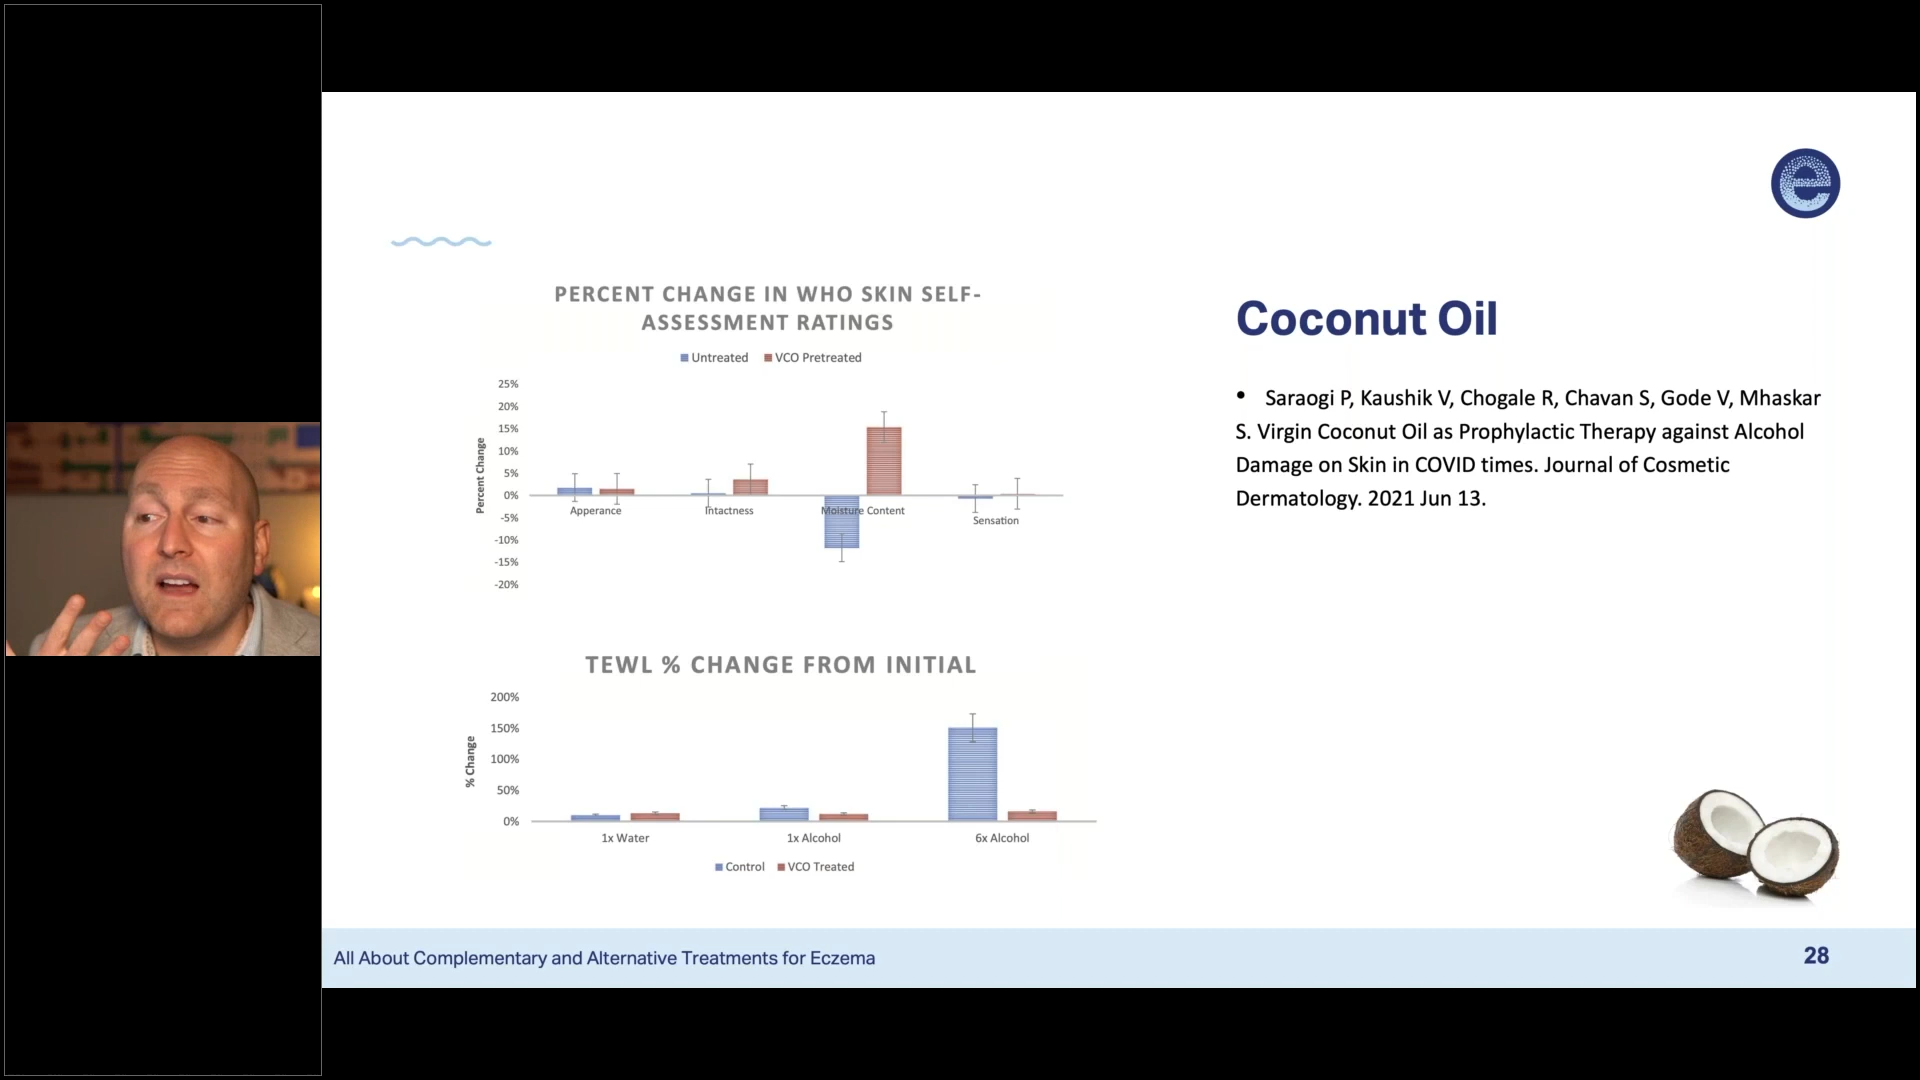 PERCENT CHANGE IN WHO SKIN SELF-
ASSESSMENT RATINGS
Untreated VCO Pretreated
Percent Change
25%
20%
15%
10%
5%
0%
-5%
-10%
-15%
-20%
Apperance Intactness Moisture Content Sensation
TEWL % CHANGE FROM INITIAL
% Change
200%
150%
100%
50%
0%
1x Water 1x Alcohol 6x Alcohol
Control VCO Treated
e
Coconut Oil
• Saraogi P, Kaushik V, Chogale R, Chavan S, Gode V, Mhaskar
S. Virgin Coconut Oil as Prophylactic Therapy against Alcohol
Damage on Skin in COVID times. Journal of Cosmetic
Dermatology. 2021 Jun 13.
All About Complementary and Alternative Treatments for Eczema
28